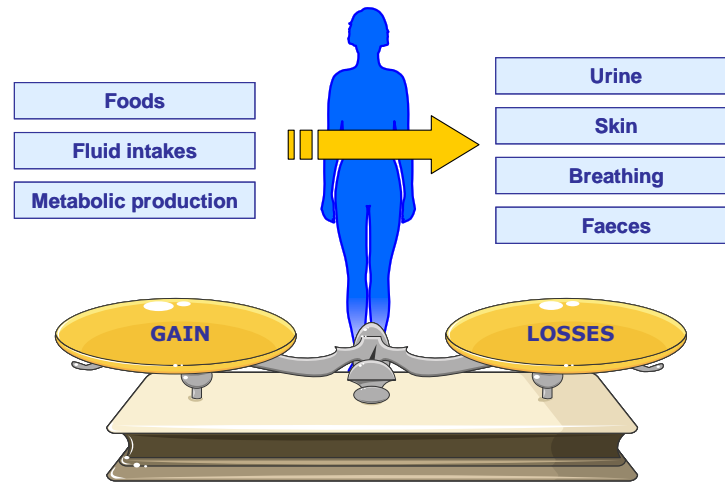 Foods
Fluid intakes
Metabolic production
Urine
Skin
Breathing
Faeces
GAIN
LOSSES